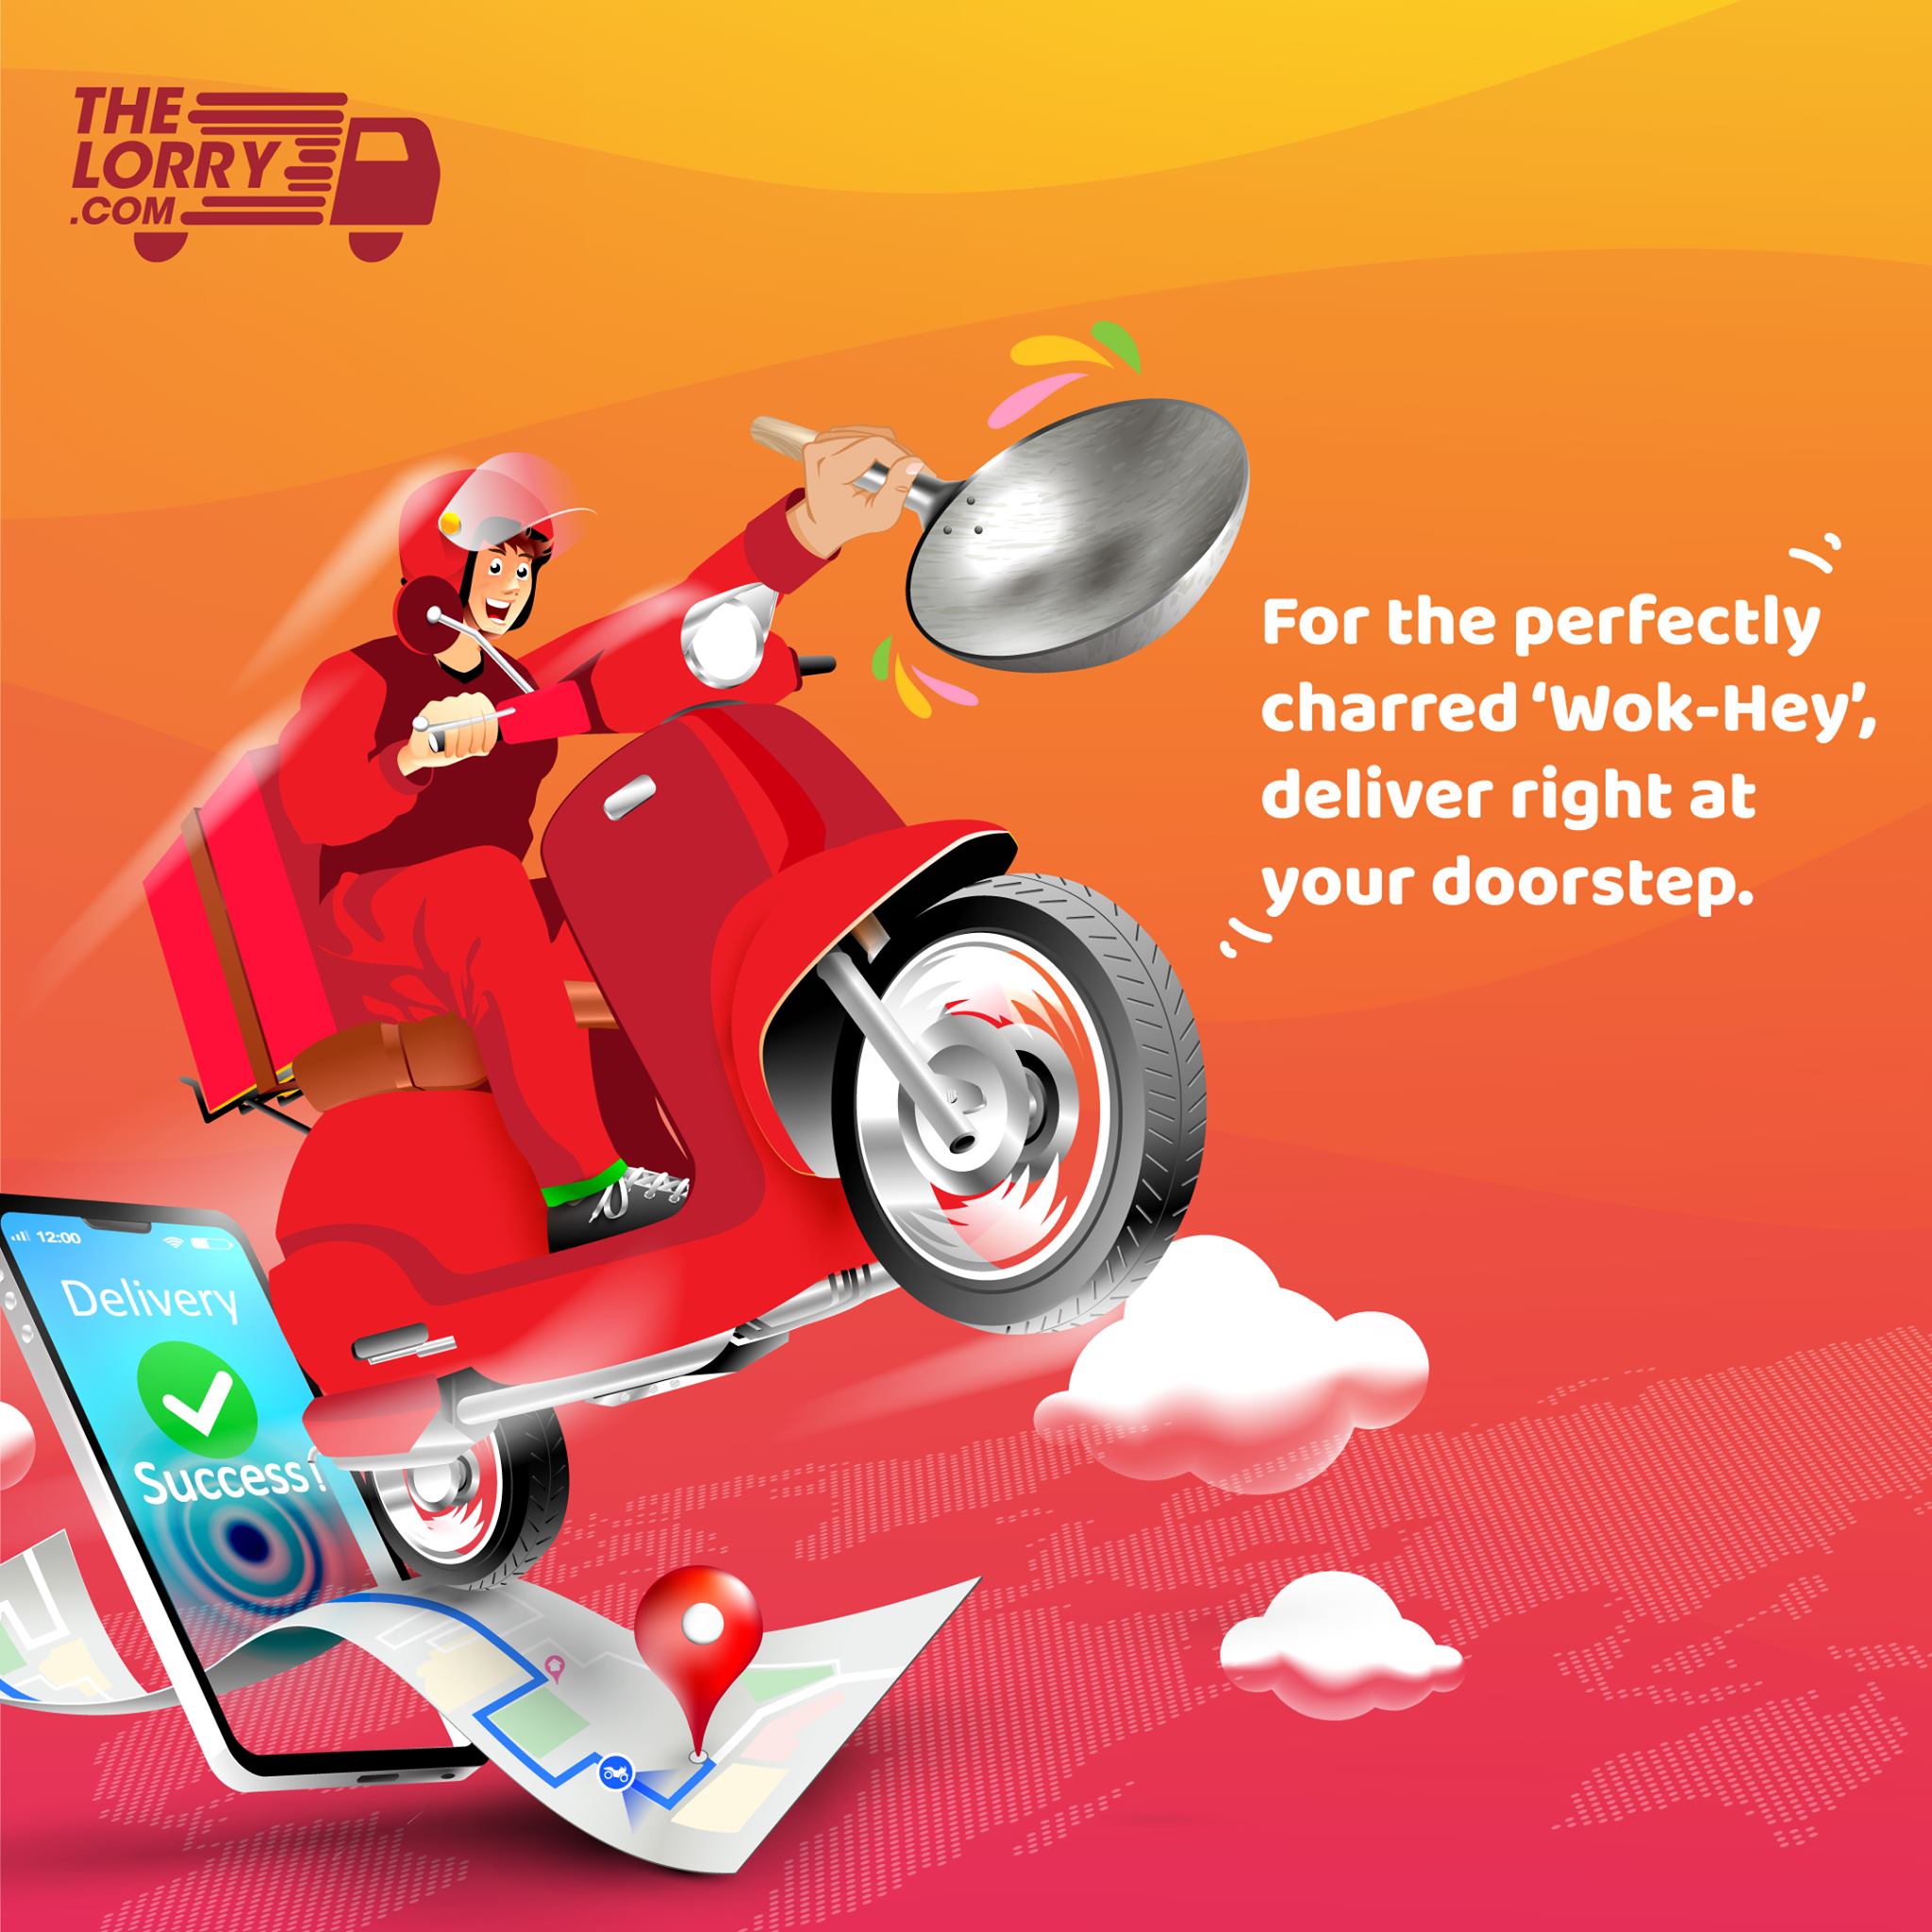 THE
LORRY
.COM
For the perfectly
charred ‘Wok-Hey’,
deliver right at
your doorstep.
12:00
Delivery
Success!